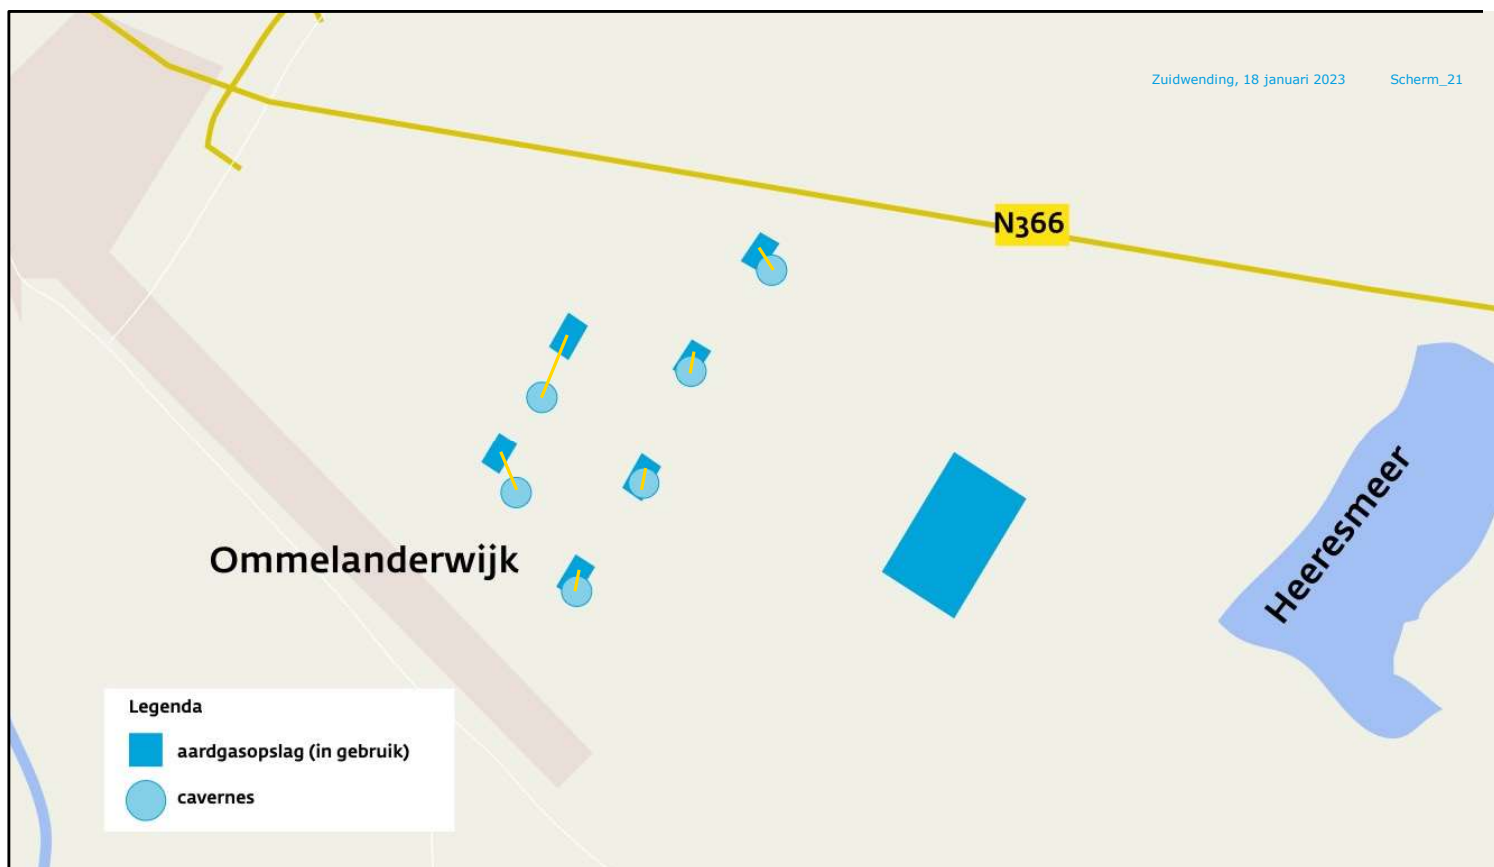 Zuidwending, 18 januari 2023 Scherm_21
N366
Heeresmeer
Ommelanderwijk
Legenda
aardgasopslag (in gebruik)
cavernes